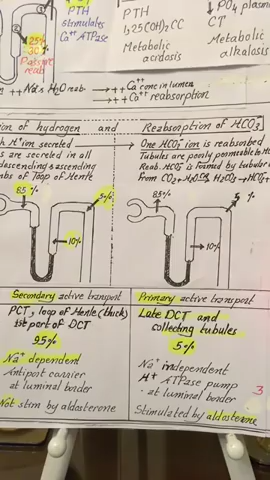 PTH
stimulates
Ca++ ATPase
25%
30%
Passive
reab
PTH
1,25(OH)2CC
Metabolic
acidosis
↓PO4 plasma
CT
Metabolic
alkalosis
++ Na+ & H2O reab. → ++ Ca++ conc in lumen
→ ++ Ca++ reabsorption
ion of hydrogen and
H+ ion secreted
s are secreted in all
descending & ascending
mbs of loop of Henle
85%
5%
10%
Reabsorption of HCO3-
→ One HCO3- ion is reabsorbed
Tubules are poorly permeable to
Reab. HCO3- is formed by tubular
from CO2+H2O → H2CO3 → HCO3-+
85%
10%
Secondary active transport
PCT, loop of Henle (thick)
1st part of DCT
95%
Na+ dependent
Antiport carrier
at luminal border
Not stim by aldosterone
Primary active transport
Late DCT and
collecting tubules
5%
Na+ independent
H+ ATPase pump
at luminal border
Stimulated by aldosterone
3